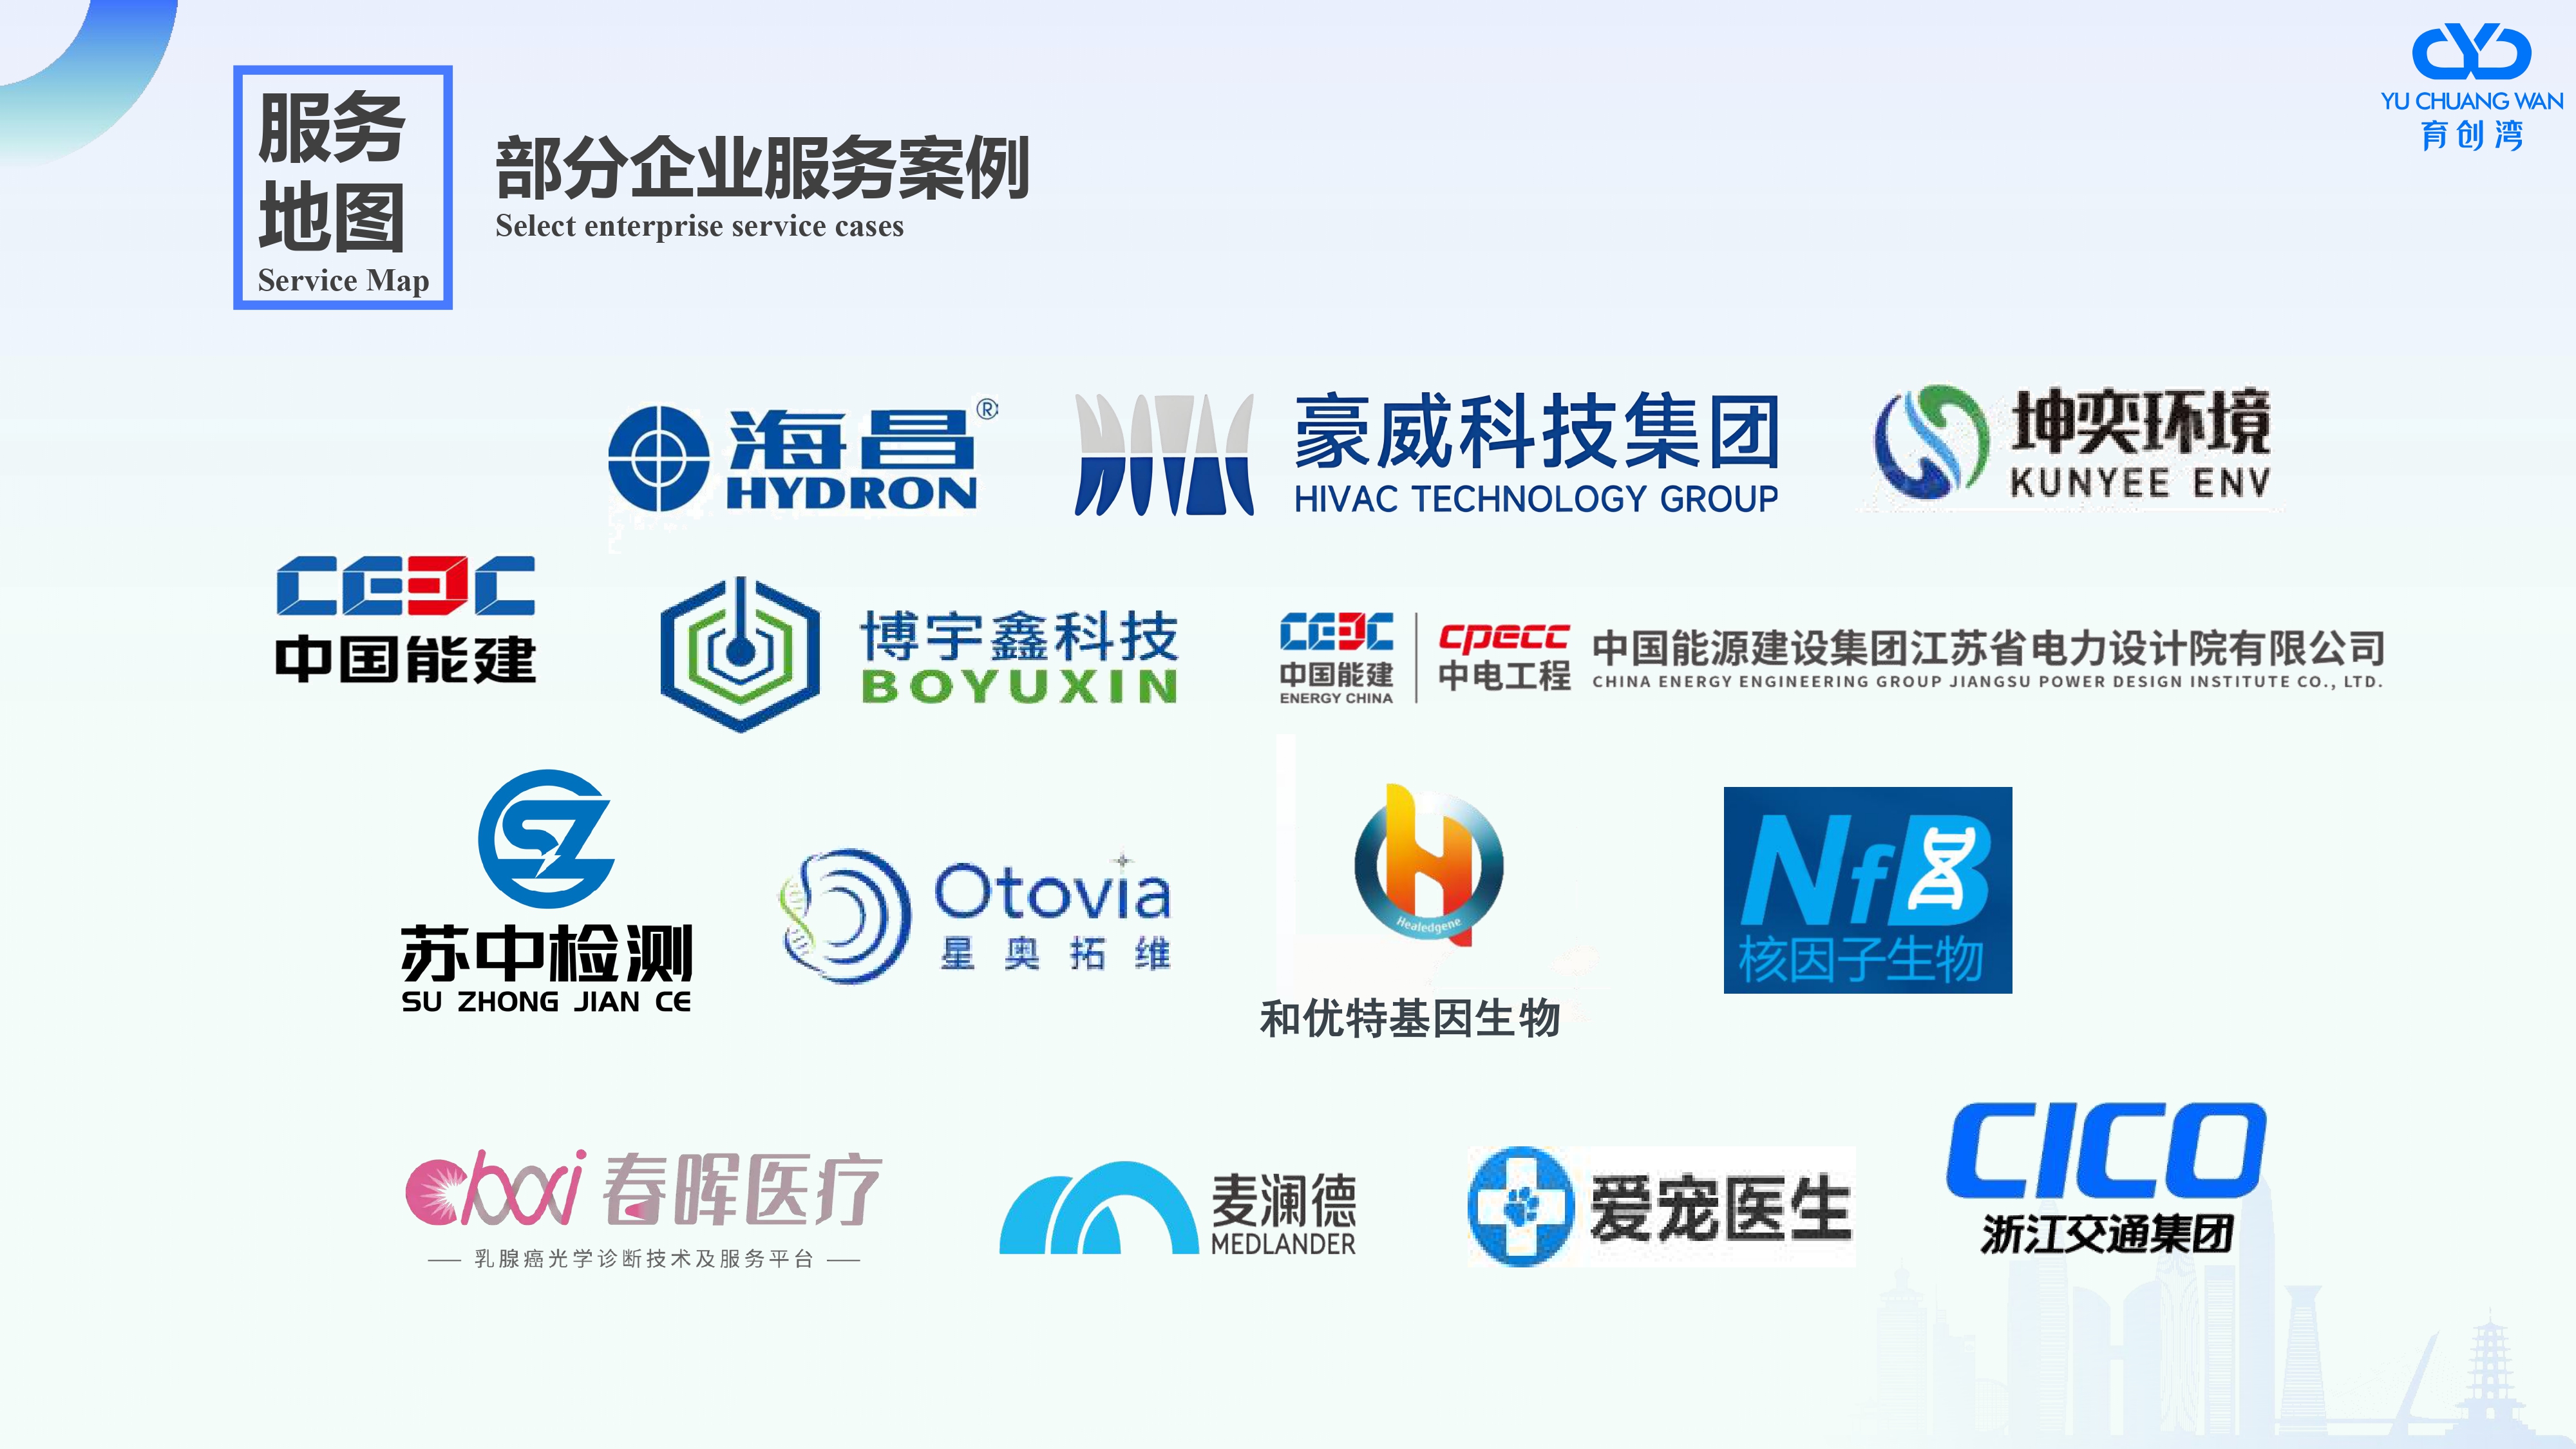 服务
地图
Service Map
部分企业服务案例
Select enterprise service cases
YU CHUANG WAN
育创湾
海昌®
HYDRON
豪威科技集团
HIVAC TECHNOLOGY GROUP
坤奕环境
KUNYEE ENV
CEEC
中国能建
博宇鑫科技
BOYUXIN
CEEC
中国能建
ENERGY CHINA
CPECC
中电工程
中国能源建设集团江苏省电力设计院有限公司
CHINA ENERGY ENGINEERING GROUP JIANGSU POWER DESIGN INSTITUTE CO., LTD.
SZ
苏中检测
SU ZHONG JIAN CE
Otovia
星奥拓维
Healedgene
和优特基因生物
NfB
核因子生物
春晖医疗
乳腺癌光学诊断技术及服务平台
麦澜德
MEDLANDER
爱宠医生
CICO
浙江交通集团